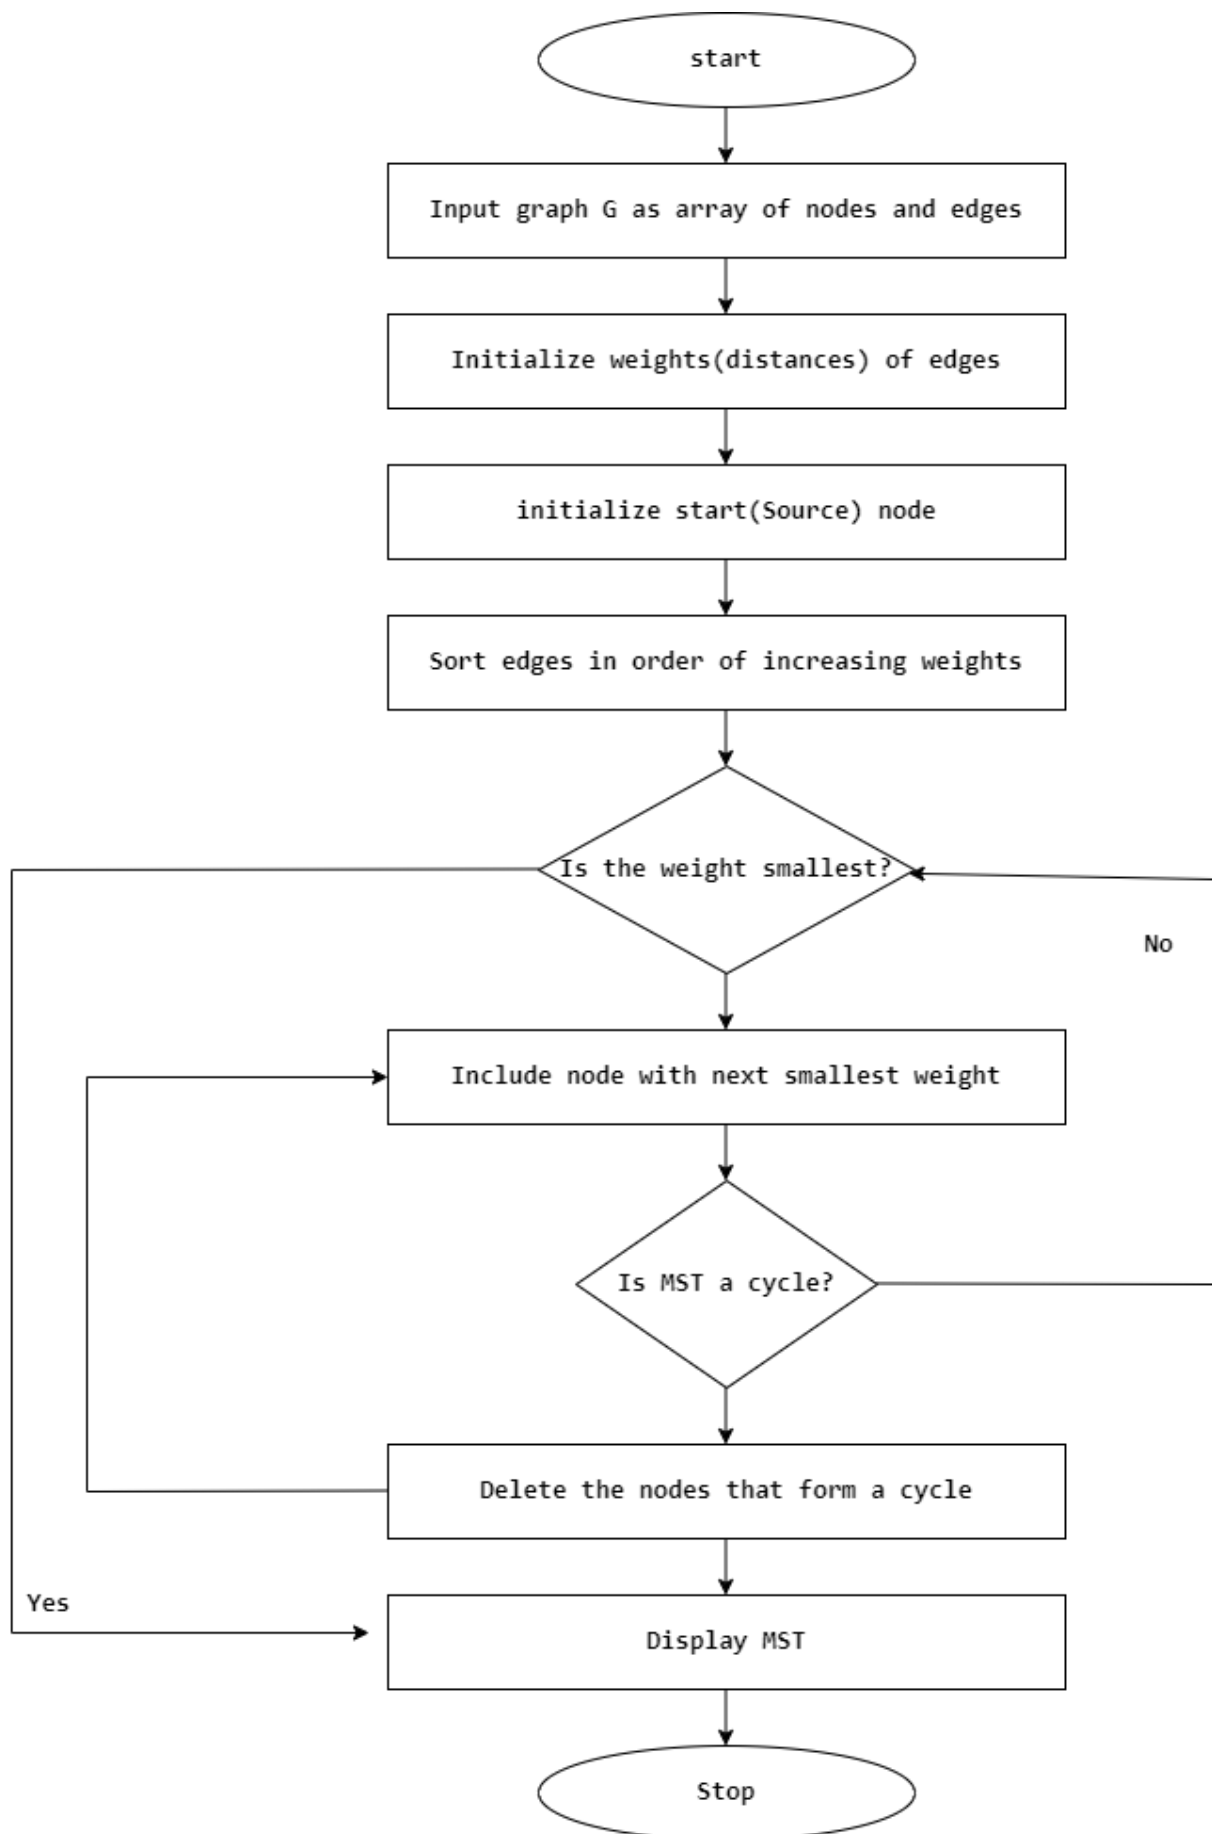 start
Input graph G as array of nodes and edges
Initialize weights(distances) of edges
initialize start(Source) node
Sort edges in order of increasing weights
Is the weight smallest?
No
Include node with next smallest weight
Is MST a cycle?
Delete the nodes that form a cycle
Yes
Display MST
Stop